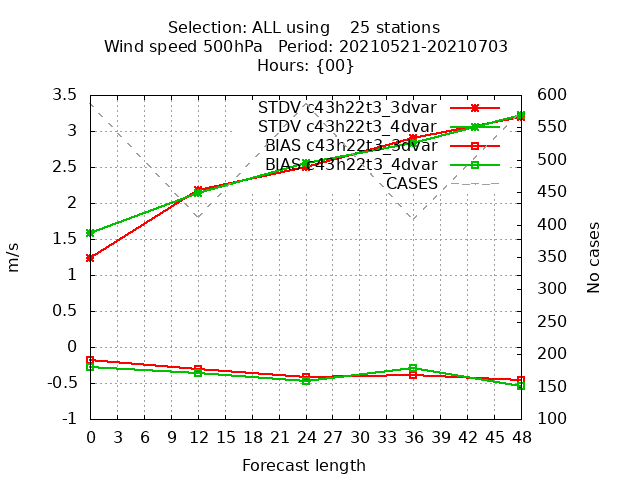 Selection: ALL using 25 stations
Wind speed 500hPa Period: 20210521-20210703
Hours: {00}
STDV c43h22t3_3dvar
STDV c43h22t3_4dvar
BIAS c43h22t3_3dvar
BIAS c43h22t3_4dvar
CASES
3.5
3
2.5
2
1.5
1
0.5
0
-0.5
-1
m/s
600
550
500
450
400
350
300
250
200
150
100
No cases
0 3 6 9 12 15 18 21 24 27 30 33 36 39 42 45 48
Forecast length